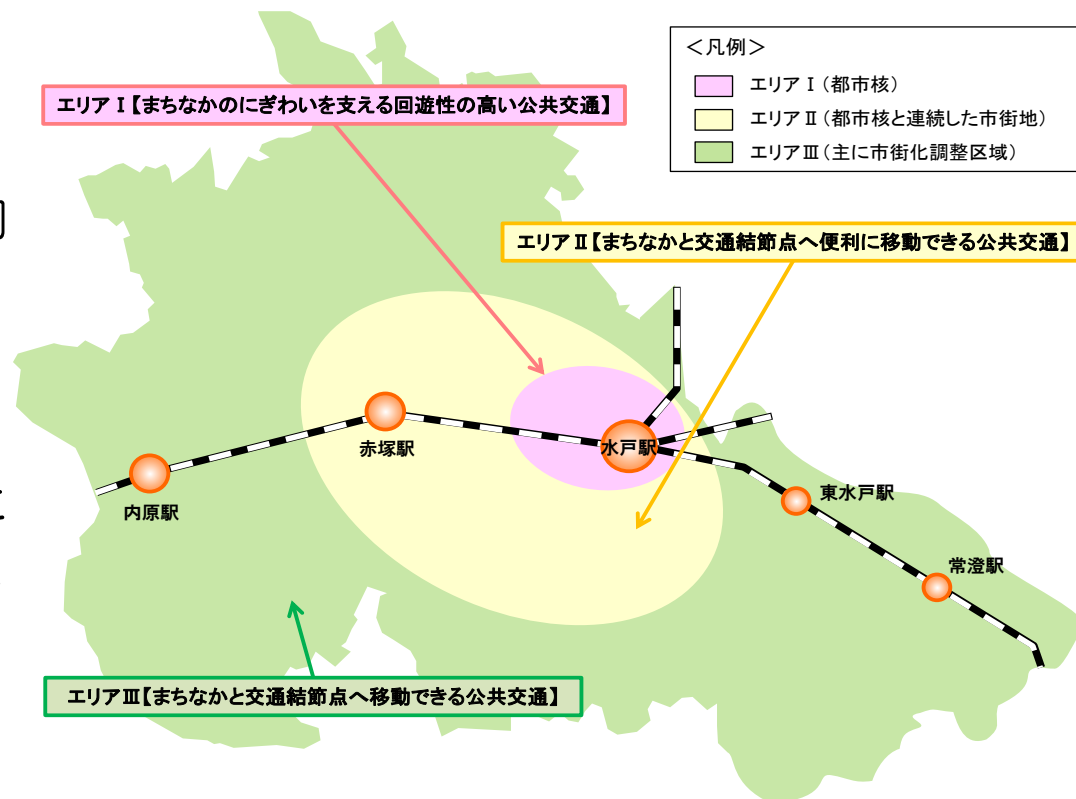 ＜凡例＞
エリアⅠ（都市核）
エリアⅡ（都市核と連続した市街地）
エリアⅢ（主に市街化調整区域）
エリアⅠ【まちなかのにぎわいを支える回遊性の高い公共交通】
エリアⅡ【まちなかと交通結節点へ便利に移動できる公共交通】
赤塚駅
水戸駅
内原駅
東水戸駅
常澄駅
エリアⅢ【まちなかと交通結節点へ移動できる公共交通】